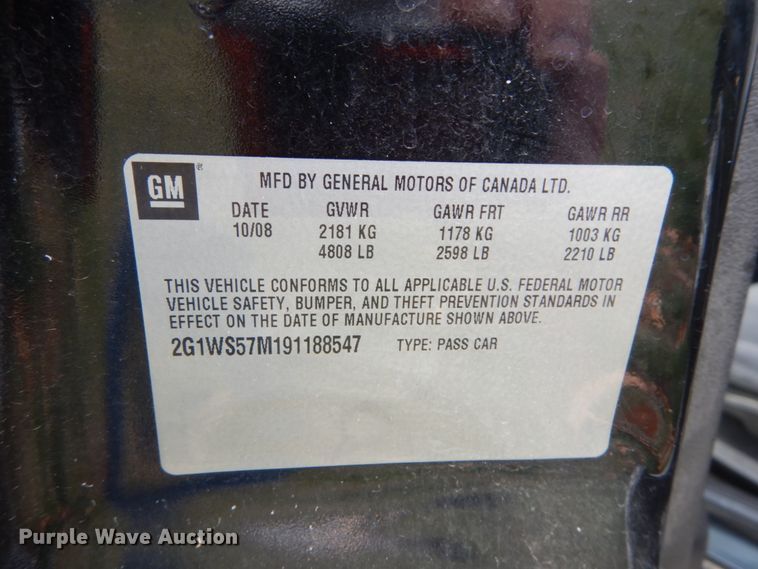 GM ®
MFD BY GENERAL MOTORS OF CANADA LTD.
DATE GVWR GAWR FRT GAWR RR
10/08 2181 KG 1178 KG 1003 KG
4808 LB 2598 LB 2210 LB
THIS VEHICLE CONFORMS TO ALL APPLICABLE U.S. FEDERAL MOTOR
VEHICLE SAFETY, BUMPER, AND THEFT PREVENTION STANDARDS IN
EFFECT ON THE DATE OF MANUFACTURE SHOWN ABOVE.
2G1WS57M191188547 TYPE: PASS CAR
Purple Wave Auction